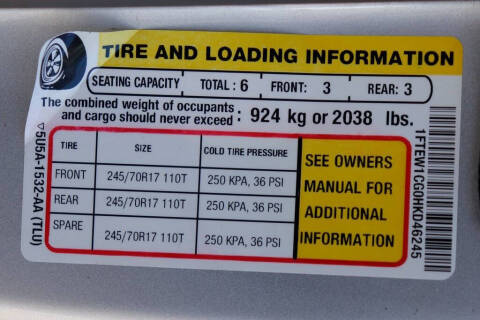 TIRE AND LOADING INFORMATION
SEATING CAPACITY TOTAL : 6 FRONT: 3 REAR: 3
The combined weight of occupants
and cargo should never exceed : 924 kg or 2038 lbs.
TIRE SIZE COLD TIRE PRESSURE
FRONT 245/70R17 110T 250 KPA, 36 PSI
REAR 245/70R17 110T 250 KPA, 36 PSI
SPARE 245/70R17 110T 250 KPA, 36 PSI
SEE OWNERS
MANUAL FOR
ADDITIONAL
INFORMATION
▽5U5A-1532-AA (TLU)
1FTEW1CG0HKD46245